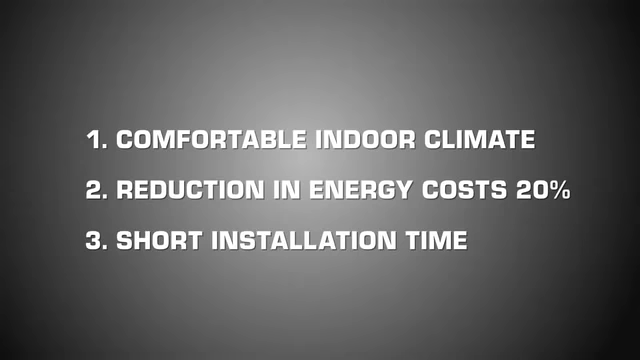 1. COMFORTABLE INDOOR CLIMATE
2. REDUCTION IN ENERGY COSTS 20%
3. SHORT INSTALLATION TIME